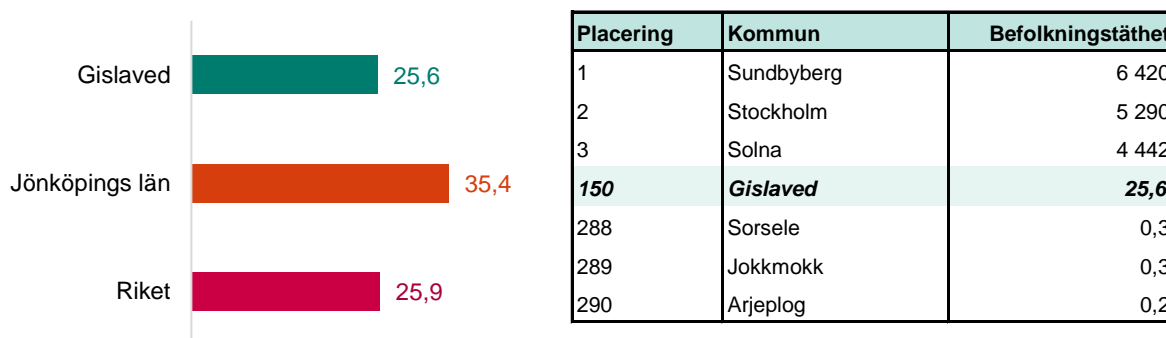 Gislaved 25,6
Jönköpings län 35,4
Riket 25,9
Placering Kommun Befolkningstäthet
1 Sundbyberg 6 420
2 Stockholm 5 290
3 Solna 4 442
150 Gislaved 25,6
288 Sorsele 0,3
289 Jokkmokk 0,3
290 Arjeplog 0,2